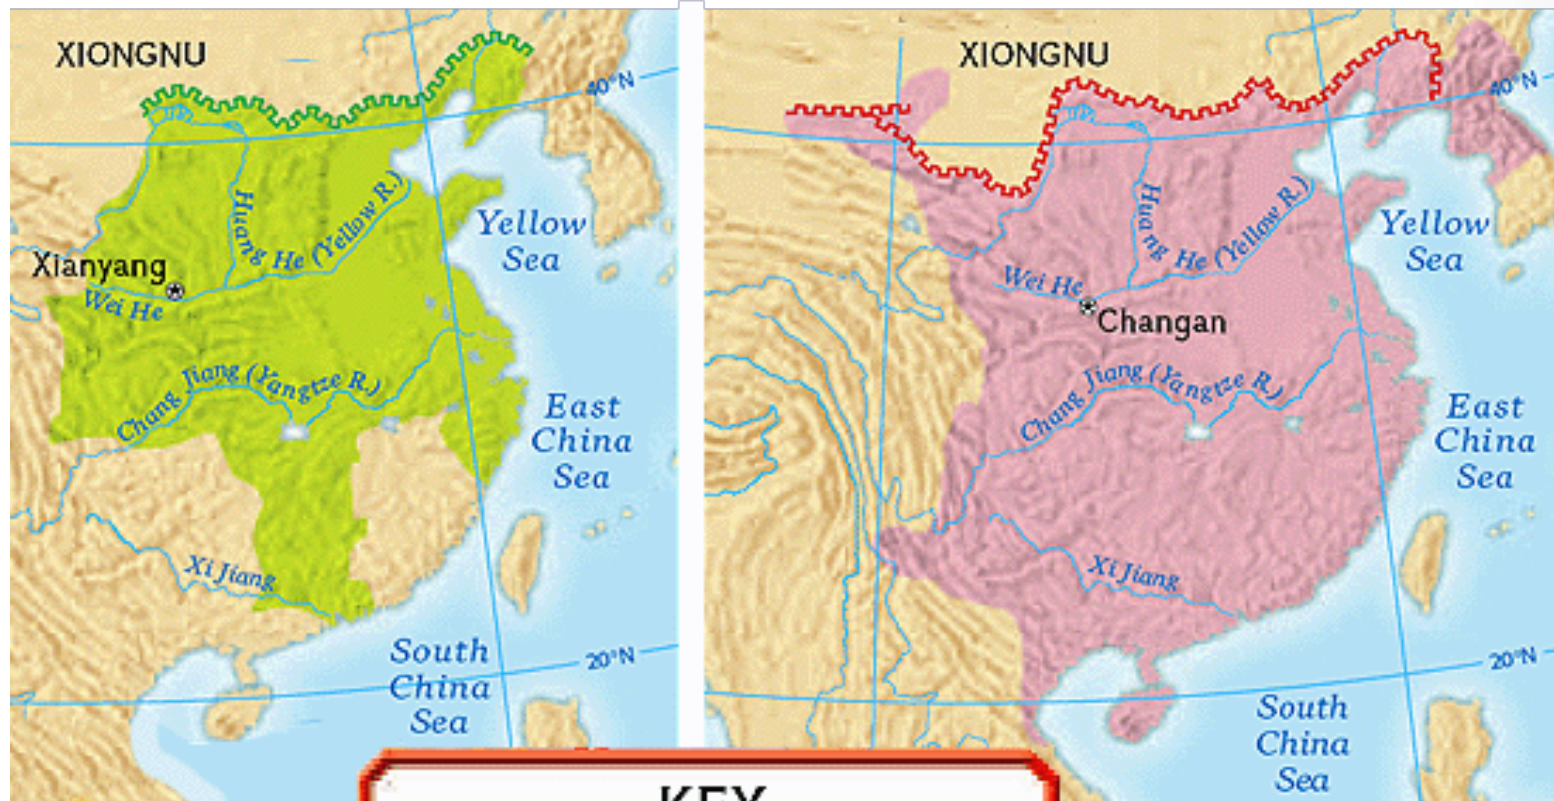 XIONGNU
40°N
Huang He (Yellow R.)
Yellow
Sea
Xianyang
Wei He
Chang Jiang (Yangtze R.)
East
China
Sea
Xi Jiang
South
China
Sea
20°N
XIONGNU
40°N
Huang He (Yellow R.)
Yellow
Sea
Wei He
Changan
Chang Jiang (Yangtze R.)
East
China
Sea
Xi Jiang
20°N
South
China
Sea
KEY